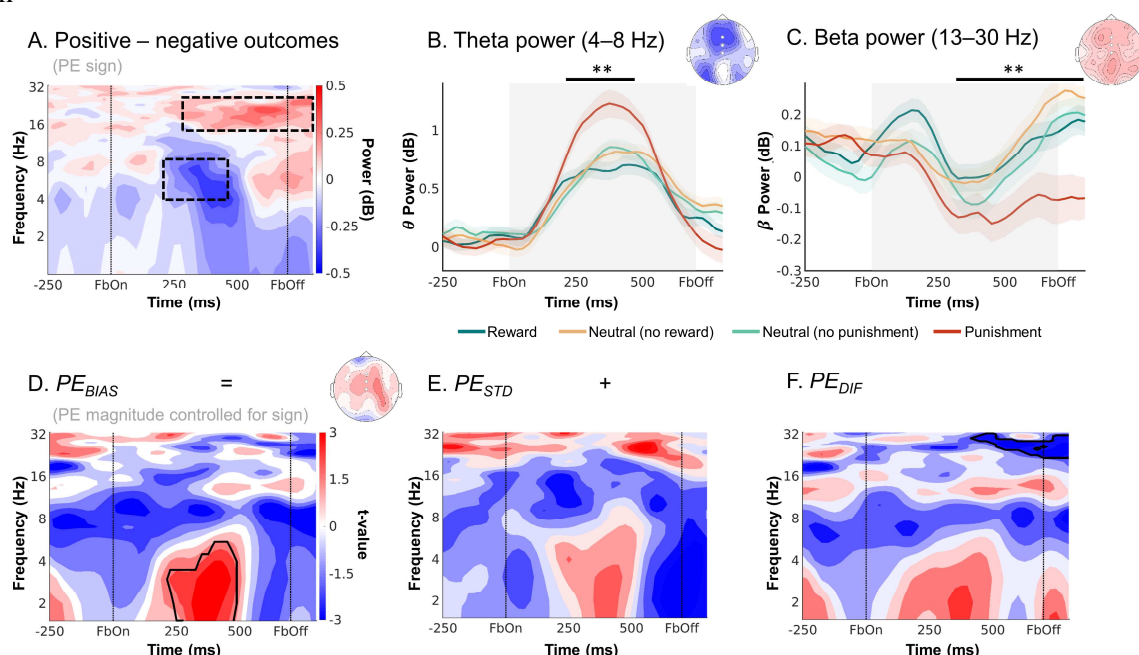 A. Positive – negative outcomes
(PE sign)
32
16
8
4
2
Frequency (Hz)
-250
FbOn
250
500
FbOff
Time (ms)
0.5
0.25
0
-0.25
-0.5
Power (dB)
B. Theta power (4–8 Hz)
**
1
0.5
0
θ Power (dB)
-250
FbOn
250
500
FbOff
Time (ms)
C. Beta power (13–30 Hz)
**
0.2
0.1
0
-0.1
-0.2
-0.3
β Power (dB)
-250
FbOn
250
500
FbOff
Time (ms)
Reward
Neutral (no reward)
Neutral (no punishment)
Punishment
D. PE_BIAS =
(PE magnitude controlled for sign)
32
16
8
4
2
Frequency (Hz)
-250
FbOn
250
500
FbOff
Time (ms)
3
1.5
0
-1.5
-3
t-value
E. PE_STD +
32
16
8
4
2
Frequency (Hz)
-250
FbOn
250
500
FbOff
Time (ms)
F. PE_DIF
32
16
8
4
2
Frequency (Hz)
-250
FbOn
250
500
FbOff
Time (ms)